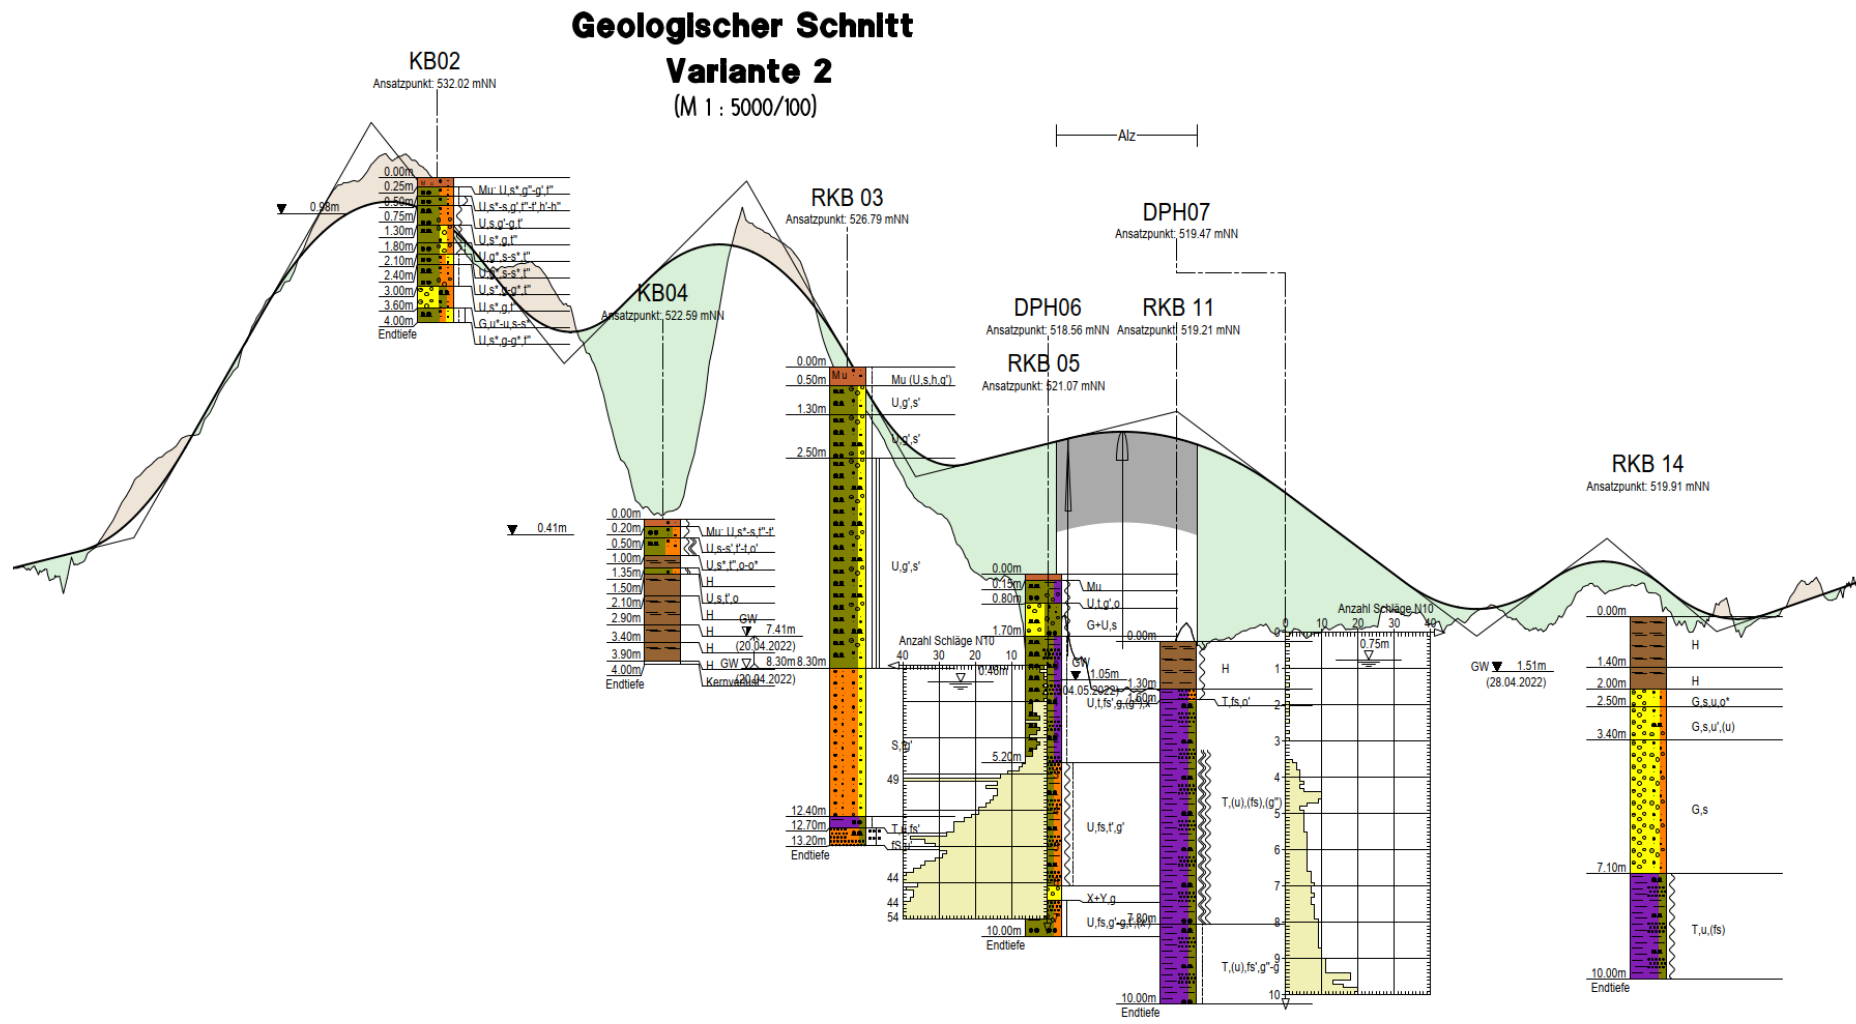 Geologischer Schnitt
Variante 2
(M 1 : 5000/100)
KB02
Ansatzpunkt: 532.02 mNN
0.00m
0.25m
0.50m
0.75m
1.30m
1.80m
2.10m
2.40m
3.00m
3.60m
4.00m
Endtiefe
Mu: U,s*,g"-g',t"
U,s*-s,g',t"-t',h'-h"
U,s,g'-g,t'
U,s*,g,t"
U,g*,s-s*,t"
U,g*,s-s*,t"
U,s*,g-g*,t"
U,s*,g,t'
G,u*-u,s-s*
U,s*,g-g*,t"
0.98m
KB04
Ansatzpunkt: 522.59 mNN
0.41m
0.00m
0.20m
0.50m
1.00m
1.35m
1.50m
2.10m
2.90m
3.40m
3.90m
4.00m
Endtiefe
Mu: U,s*-s,t"-t'
U,s-s',t'-t,o'
U,s*,t",o-o*
H
U,s,t',o
H
H
H
H
Kernverlust
GW
7.41m
(20.04.2022)
GW
8.30m
(20.04.2022)
RKB 03
Ansatzpunkt: 526.79 mNN
0.00m
0.50m
1.30m
2.50m
8.30m
12.40m
12.70m
13.20m
Endtiefe
Mu
Mu (U,s,h,g')
U,g',s'
U,g',s'
U,g',s'
T,u,fs'
Alz
DPH06
Ansatzpunkt: 518.56 mNN
RKB 05
Ansatzpunkt: 521.07 mNN
0.00m
0.15m
0.80m
1.70m
5.20m
10.00m
Endtiefe
Mu
U,t,g',o
G+U,s
U,fs,t',g'
X+Y,g
GW
1.05m
Anzahl Schläge N10
40
30
20
10
0.46m
49
44
44
54
DPH07
Ansatzpunkt: 519.47 mNN
RKB 11
Ansatzpunkt: 519.21 mNN
0.00m
1.30m
1.60m
7.80m
10.00m
Endtiefe
H
T,fs,o'
T,(u),(fs),(g")
T,(u),fs',g"-g
Anzahl Schläge N10
0
10
20
30
40
0.75m
0
1
2
3
4
5
6
7
8
9
10
RKB 14
Ansatzpunkt: 519.91 mNN
GW
1.51m
(28.04.2022)
0.00m
1.40m
2.00m
2.50m
3.40m
7.10m
10.00m
Endtiefe
H
H
G,s,u,o*
G,s,u',(u)
G,s
T,u,(fs)